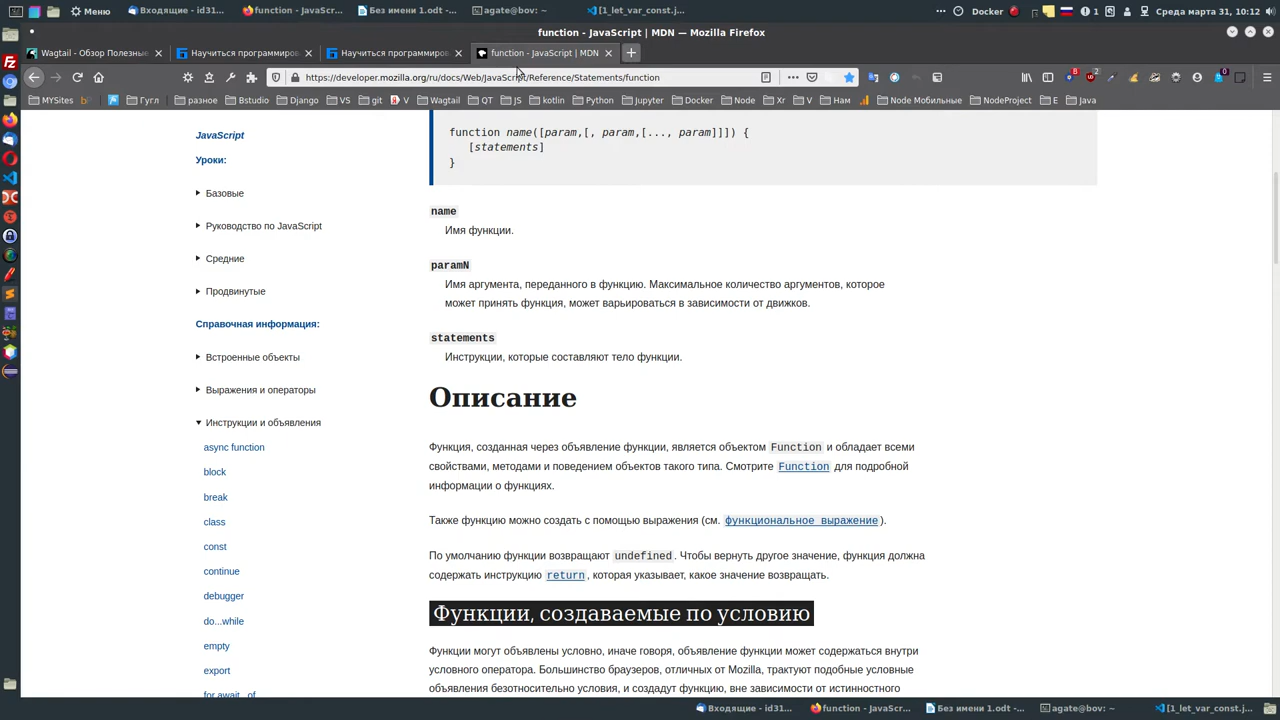 Меню
Входящие - id31...
function - JavaScr...
Без имени 1.odt - ...
agate@bov: ~
[1_let_var_const.j...
Docker
1
Среда марта 31, 10:12
function - JavaScript | MDN — Mozilla Firefox
Wagtail - Обзор Полезные
Научиться программиров
Научиться программиров
function - JavaScript | MDN
https://developer.mozilla.org/ru/docs/Web/JavaScript/Reference/Statements/function
MYSites
Гугл
разное
Bstudio
Django
VS
git
V
Wagtail
QT
JS
kotlin
Python
Jupyter
Docker
Node
Xr
V
Нам
Node Мобильные
NodeProject
E
Java
JavaScript
Уроки:
Базовые
Руководство по JavaScript
Средние
Продвинутые
Справочная информация:
Встроенные объекты
Выражения и операторы
Инструкции и объявления
async function
block
break
class
const
continue
debugger
do...while
empty
export
for await...of
function name([param,[, param,[..., param]]]) {
[statements]
}
name
Имя функции.
paramN
Имя аргумента, переданного в функцию. Максимальное количество аргументов, которое
может принять функция, может варьироваться в зависимости от движков.
statements
Инструкции, которые составляют тело функции.
Описание
Функция, созданная через объявление функции, является объектом Function и обладает всеми
свойствами, методами и поведением объектов такого типа. Смотрите Function для подробной
информации о функциях.
Также функцию можно создать с помощью выражения (см. функциональное выражение).
По умолчанию функции возвращают undefined. Чтобы вернуть другое значение, функция должна
содержать инструкцию return, которая указывает, какое значение возвращать.
Функции, создаваемые по условию
Функции могут объявлены условно, иначе говоря, объявление функции может содержаться внутри
условного оператора. Большинство браузеров, отличных от Mozilla, трактуют подобные условные
объявления безотносительно условия, и создадут функцию, вне зависимости от истинностного
Входящие - id31...
function - JavaScr...
Без имени 1.odt -...
agate@bov: ~
[1_let_var_const.j...